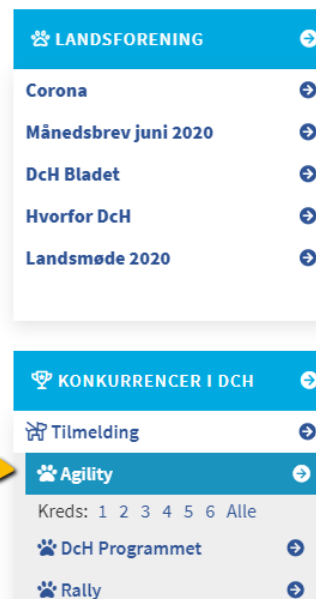 LANDSFORENING
Corona
Månedsbrev juni 2020
DcH Bladet
Hvorfor DcH
Landsmøde 2020
KONKURRENCER I DCH
Tilmelding
Agility
Kreds: 1 2 3 4 5 6 Alle
DcH Programmet
Rally